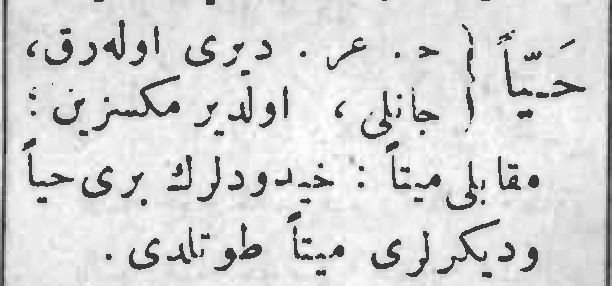 حَيّاً ( ح . عر . ديرى اوله‌رق،
جانلى ، اولدير مكسزين :
مقابلى ميتاً : خيدودلرك برى حياً
وديكرلرى ميتاً طوتلدى .